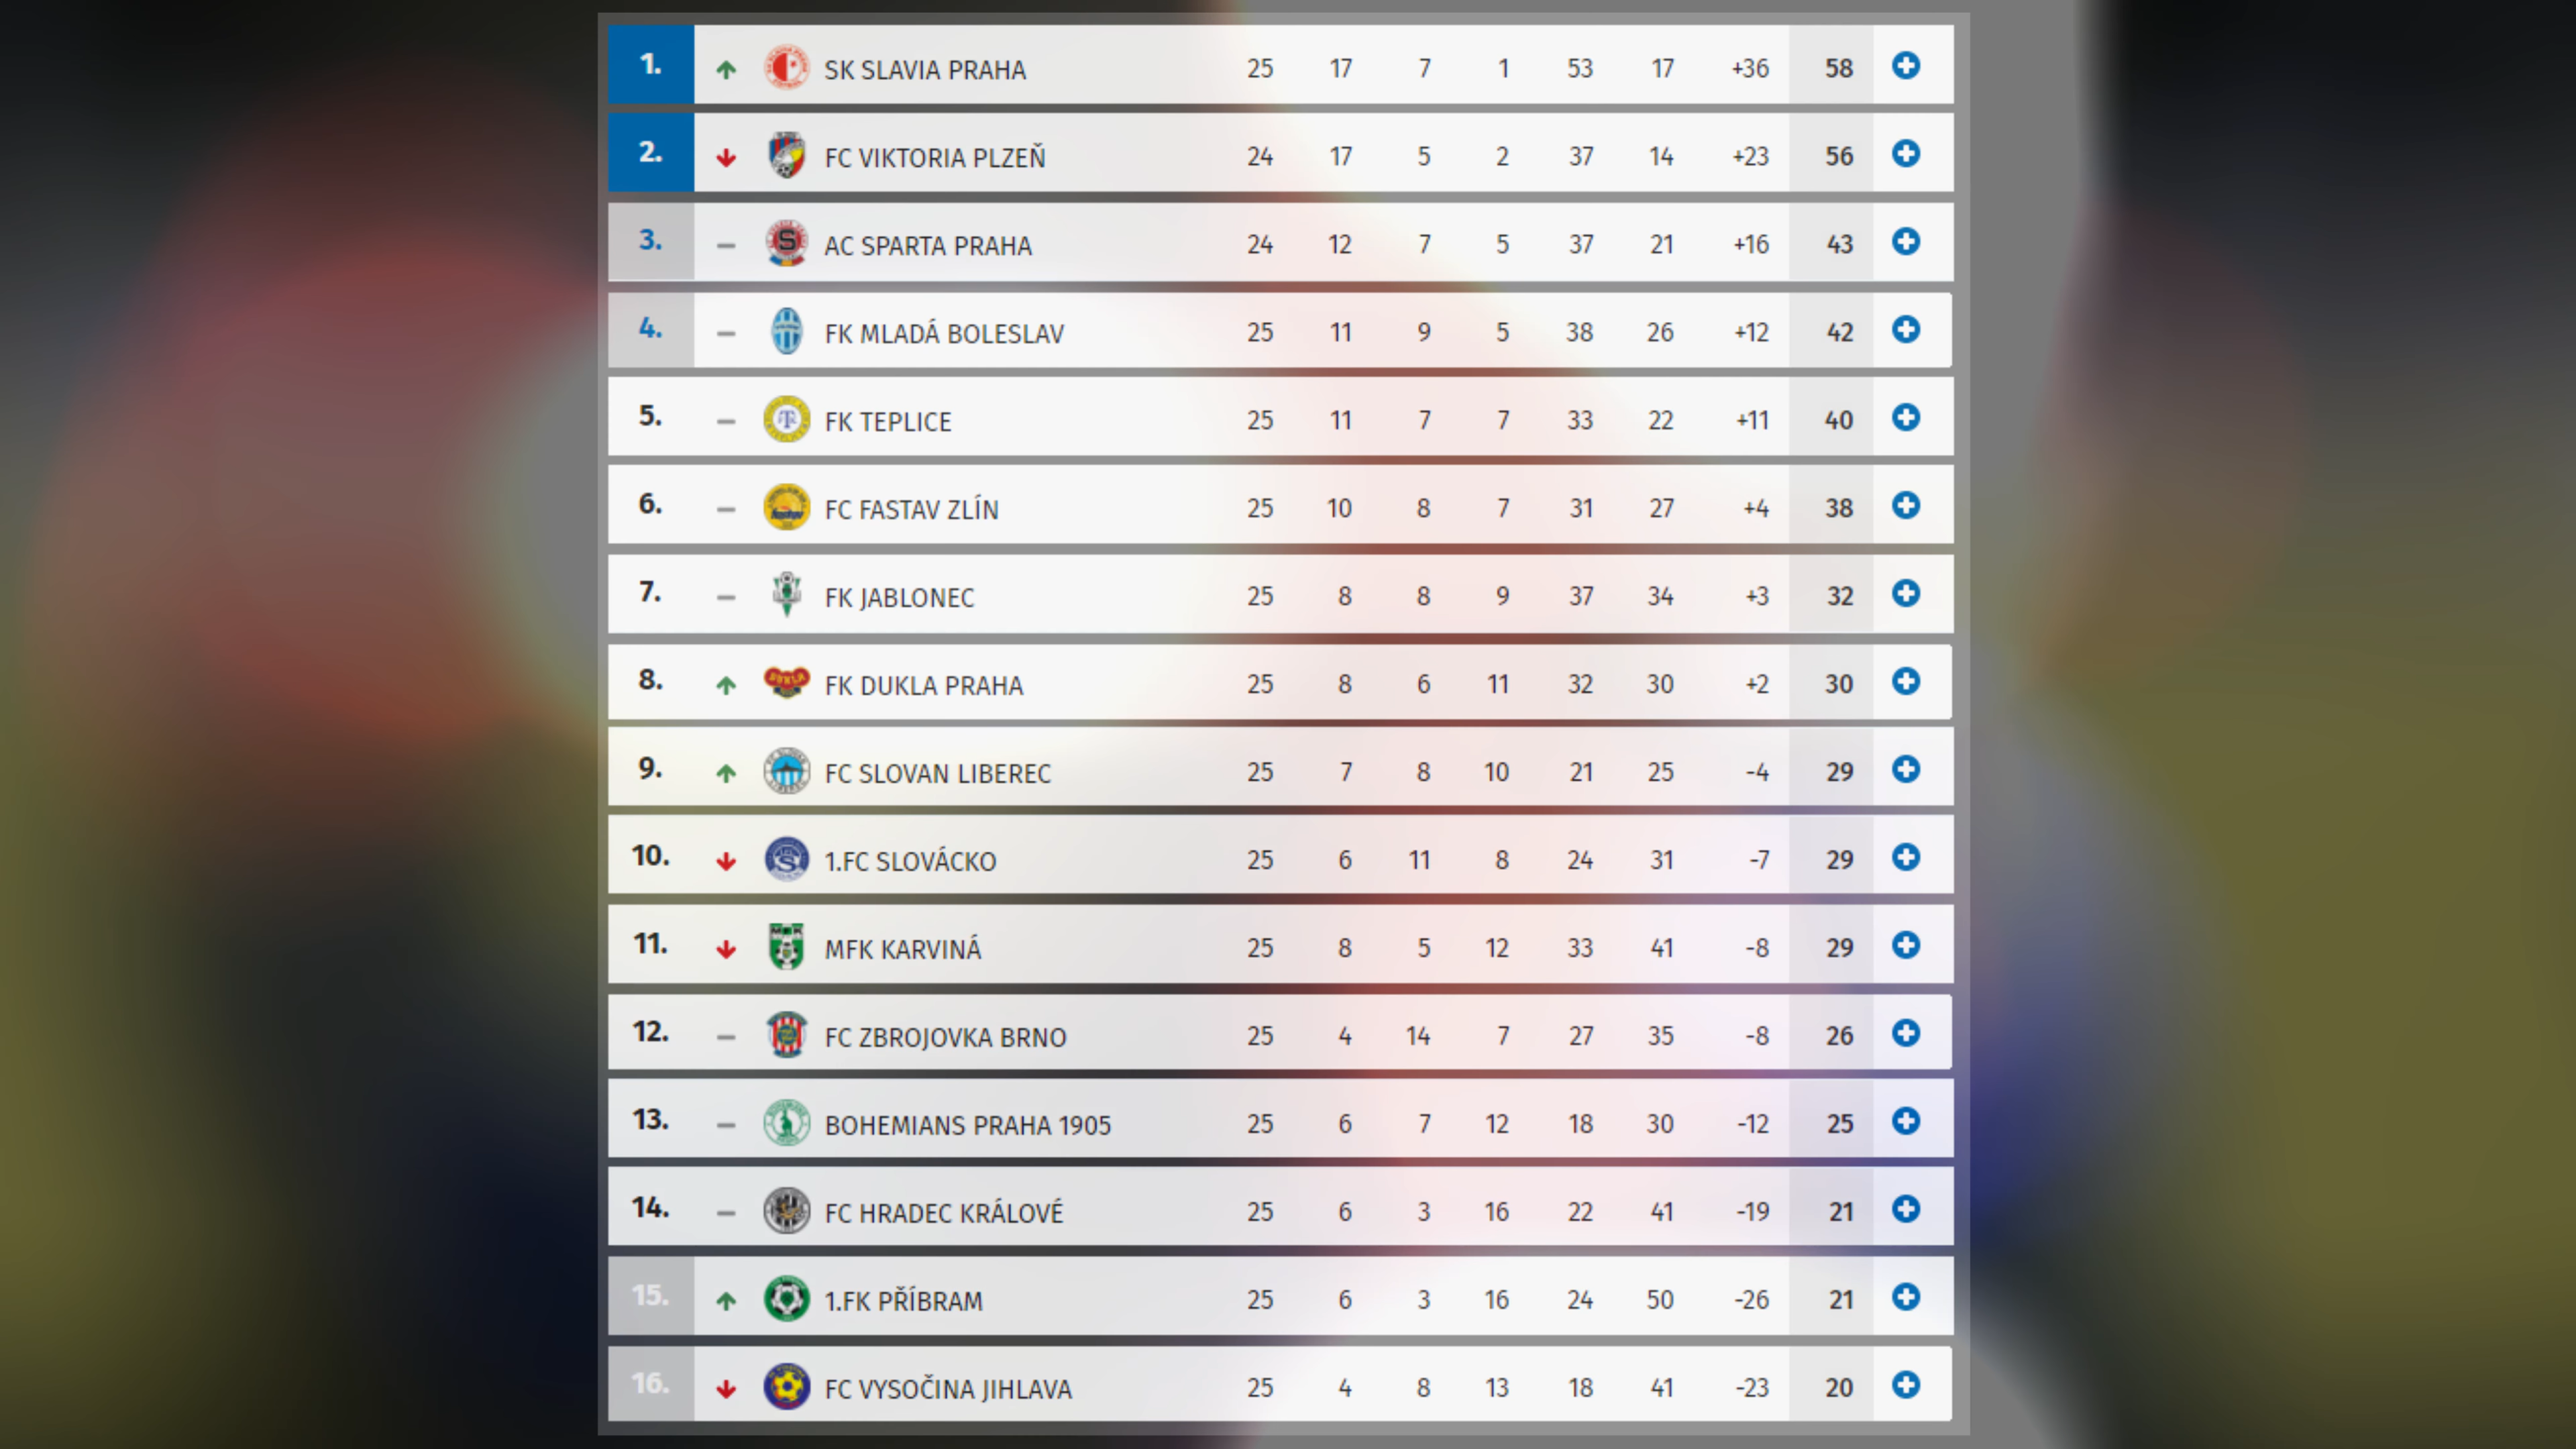 1. SK SLAVIA PRAHA 25 17 7 1 53 17 +36 58
2. FC VIKTORIA PLZEŇ 24 17 5 2 37 14 +23 56
3. AC SPARTA PRAHA 24 12 7 5 37 21 +16 43
4. FK MLADÁ BOLESLAV 25 11 9 5 38 26 +12 42
5. FK TEPLICE 25 11 7 7 33 22 +11 40
6. FC FASTAV ZLÍN 25 10 8 7 31 27 +4 38
7. FK JABLONEC 25 8 8 9 37 34 +3 32
8. FK DUKLA PRAHA 25 8 6 11 32 30 +2 30
9. FC SLOVAN LIBEREC 25 7 8 10 21 25 -4 29
10. 1.FC SLOVÁCKO 25 6 11 8 24 31 -7 29
11. MFK KARVINÁ 25 8 5 12 33 41 -8 29
12. FC ZBROJOVKA BRNO 25 4 14 7 27 35 -8 26
13. BOHEMIANS PRAHA 1905 25 6 7 12 18 30 -12 25
14. FC HRADEC KRÁLOVÉ 25 6 3 16 22 41 -19 21
15. 1.FK PŘÍBRAM 25 6 3 16 24 50 -26 21
16. FC VYSOČINA JIHLAVA 25 4 8 13 18 41 -23 20